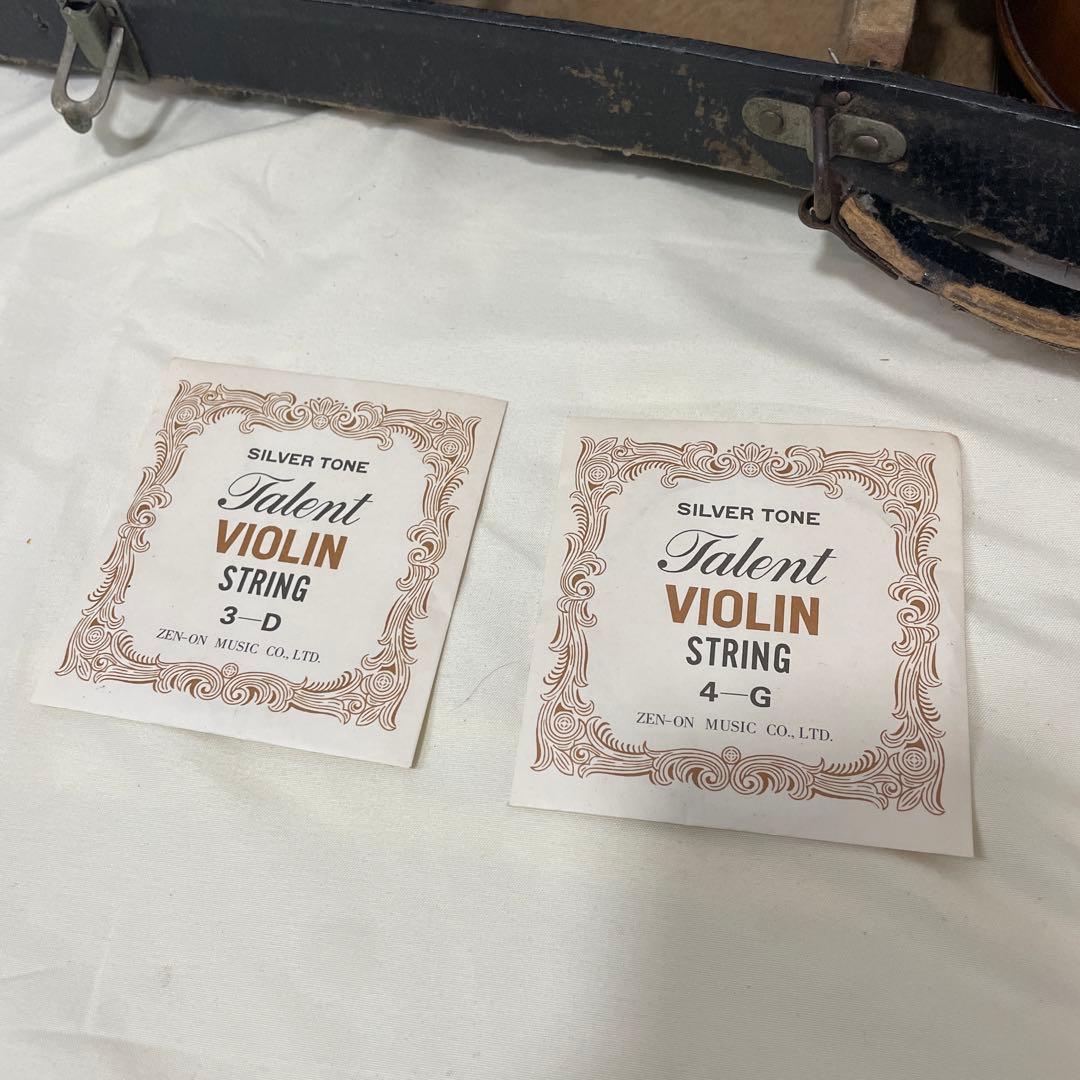 SILVER TONE
Talent
VIOLIN
STRING
3—D
ZEN-ON MUSIC CO., LTD.
SILVER TONE
Talent
VIOLIN
STRING
4—G
ZEN-ON MUSIC CO., LTD.